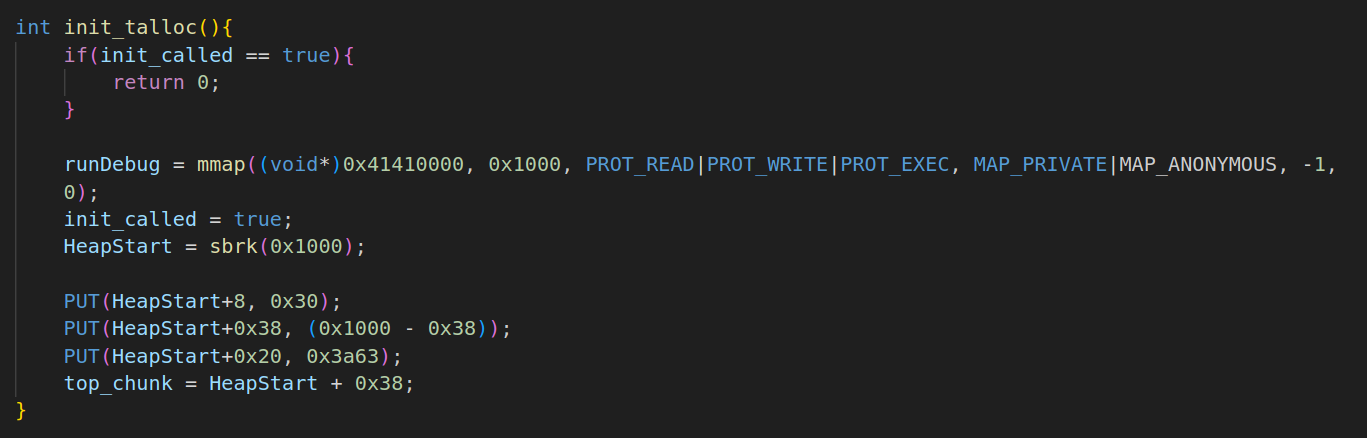 int init_talloc(){
    if(init_called == true){
        return 0;
    }

    runDebug = mmap((void*)0x41410000, 0x1000, PROT_READ|PROT_WRITE|PROT_EXEC, MAP_PRIVATE|MAP_ANONYMOUS, -1,
    0);
    init_called = true;
    HeapStart = sbrk(0x1000);

    PUT(HeapStart+8, 0x30);
    PUT(HeapStart+0x38, (0x1000 - 0x38));
    PUT(HeapStart+0x20, 0x3a63);
    top_chunk = HeapStart + 0x38;
}